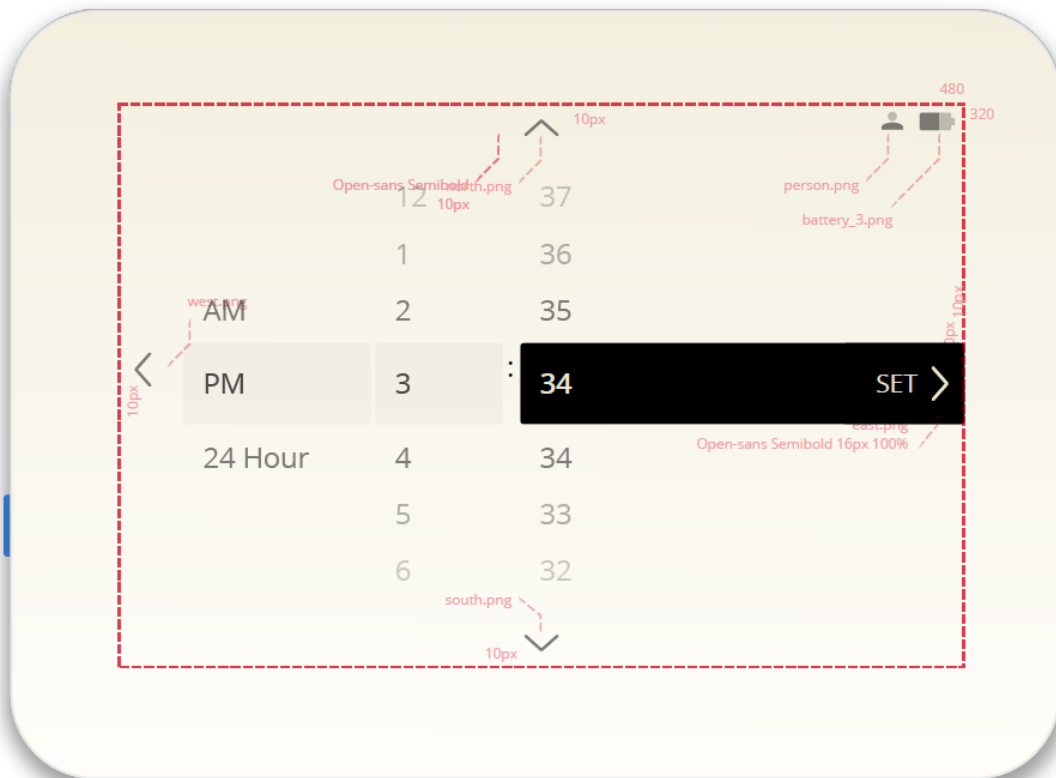 480
320
10px
Open-sans Semibold
north.png
10px
person.png
battery_3.png
12
37
1
36
west.png
AM
2
35
10px
PM
3
:
34
SET
10px
east.png
Open-sans Semibold 16px 100%
24 Hour
4
34
5
33
6
32
south.png
10px